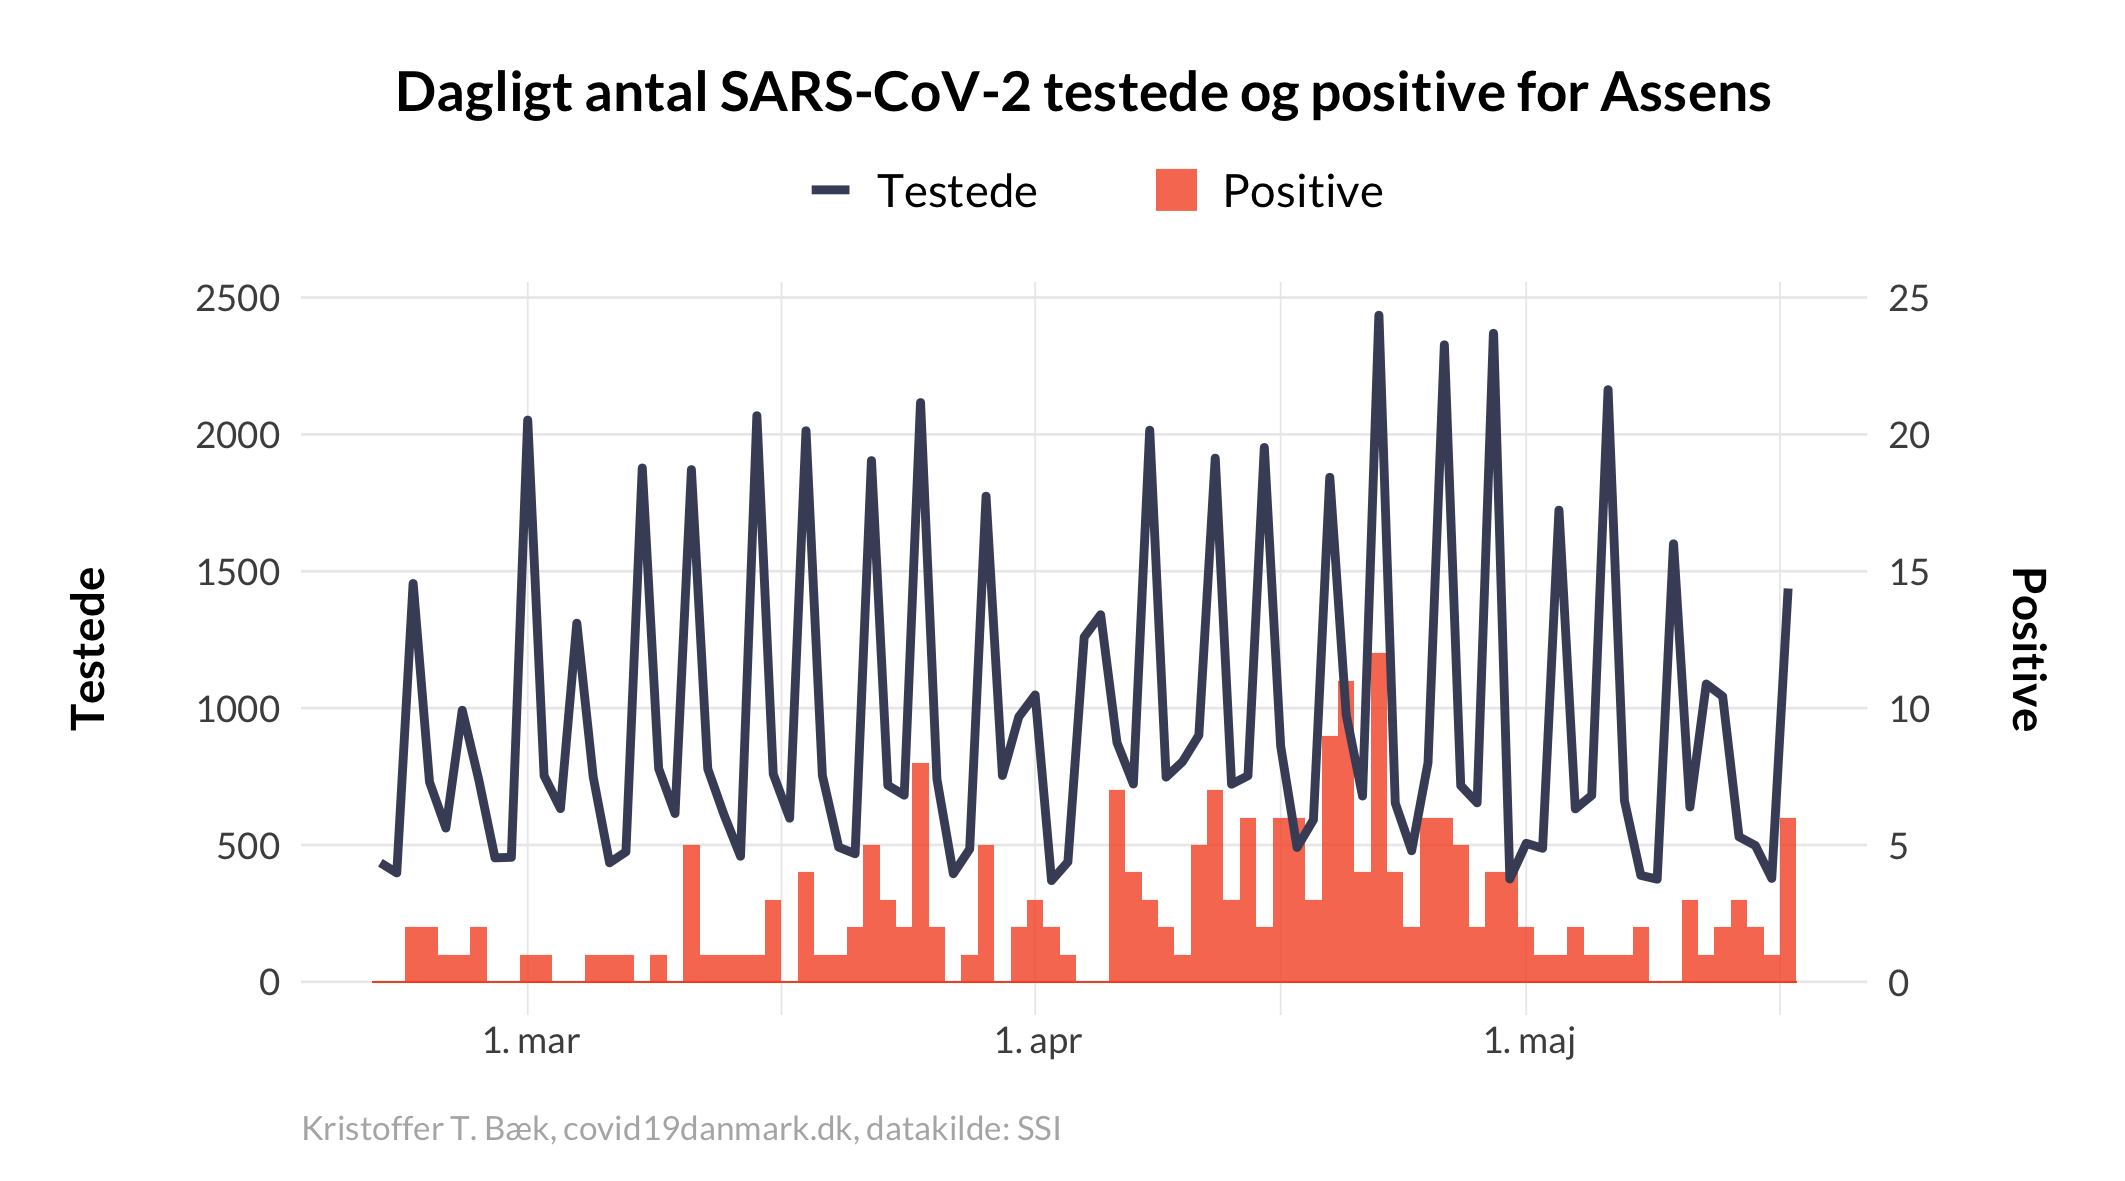 Dagligt antal SARS-CoV-2 testede og positive for Assens
Testede Positive
2500 25
2000 20
1500 15
1000 10
500 5
0 0
Testede
Positive
1. mar 1. apr 1. maj
Kristoffer T. Bæk, covid19danmark.dk, datakilde: SSI